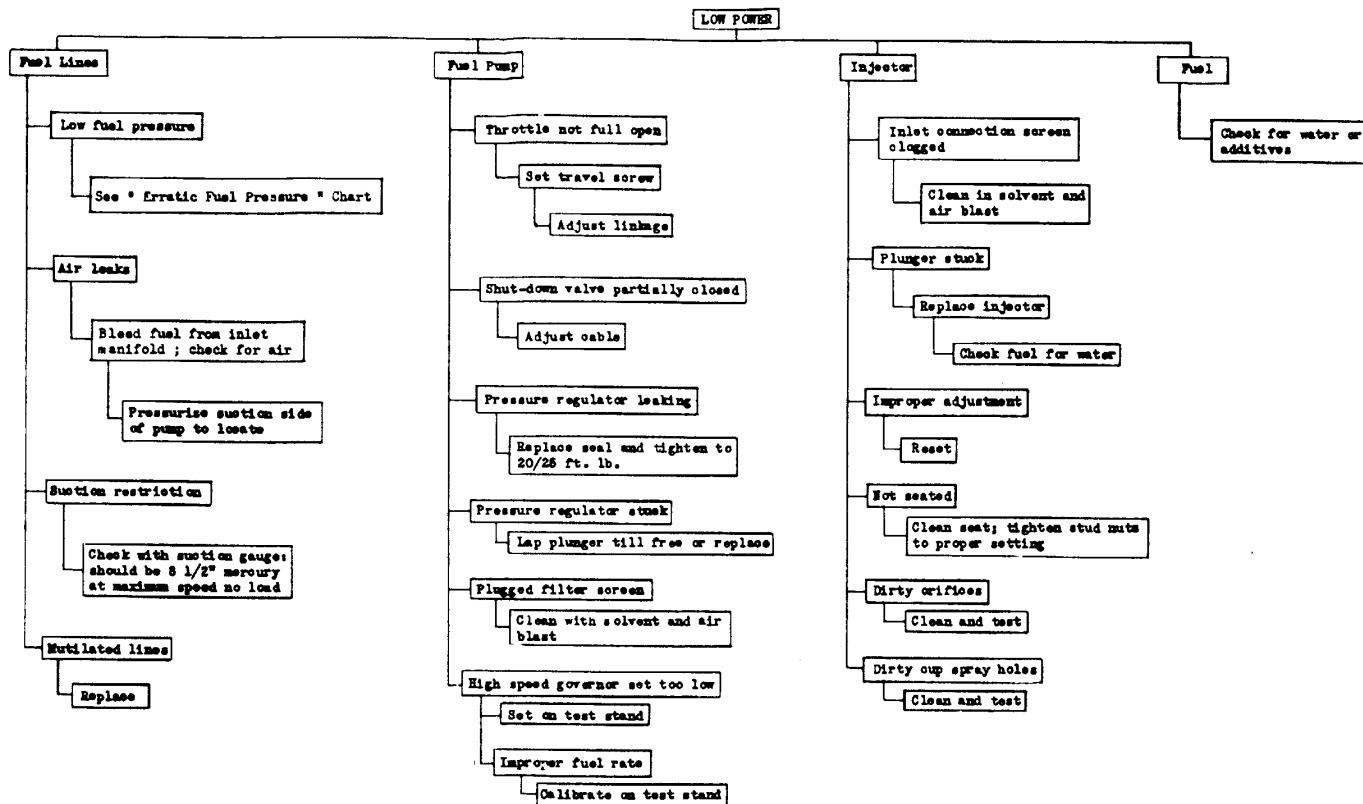 LOW POWER
Fuel Lines
Low fuel pressure
See " Erratic Fuel Pressure " Chart
Air leaks
Bleed fuel from inlet
manifold ; check for air
Pressurize suction side
of pump to locate
Suction restriction
Check with suction gauge:
should be 8 1/2" mercury
at maximum speed no load
Mutilated lines
Replace
Fuel Pump
Throttle not full open
Set travel screw
Adjust linkage
Shut-down valve partially closed
Adjust cable
Pressure regulator leaking
Replace seal and tighten to
20/25 ft. lb.
Pressure regulator stuck
Lap plunger till free or replace
Plugged filter screen
Clean with solvent and air
blast
High speed governor set too low
Set on test stand
Improper fuel rate
Calibrate on test stand
Injector
Inlet connection screen
clogged
Clean in solvent and
air blast
Plunger stuck
Replace injector
Check fuel for water
Improper adjustment
Reset
Not seated
Clean seat; tighten stud nuts
to proper setting
Dirty orifices
Clean and test
Dirty cup spray holes
Clean and test
Fuel
Check for water or
additives